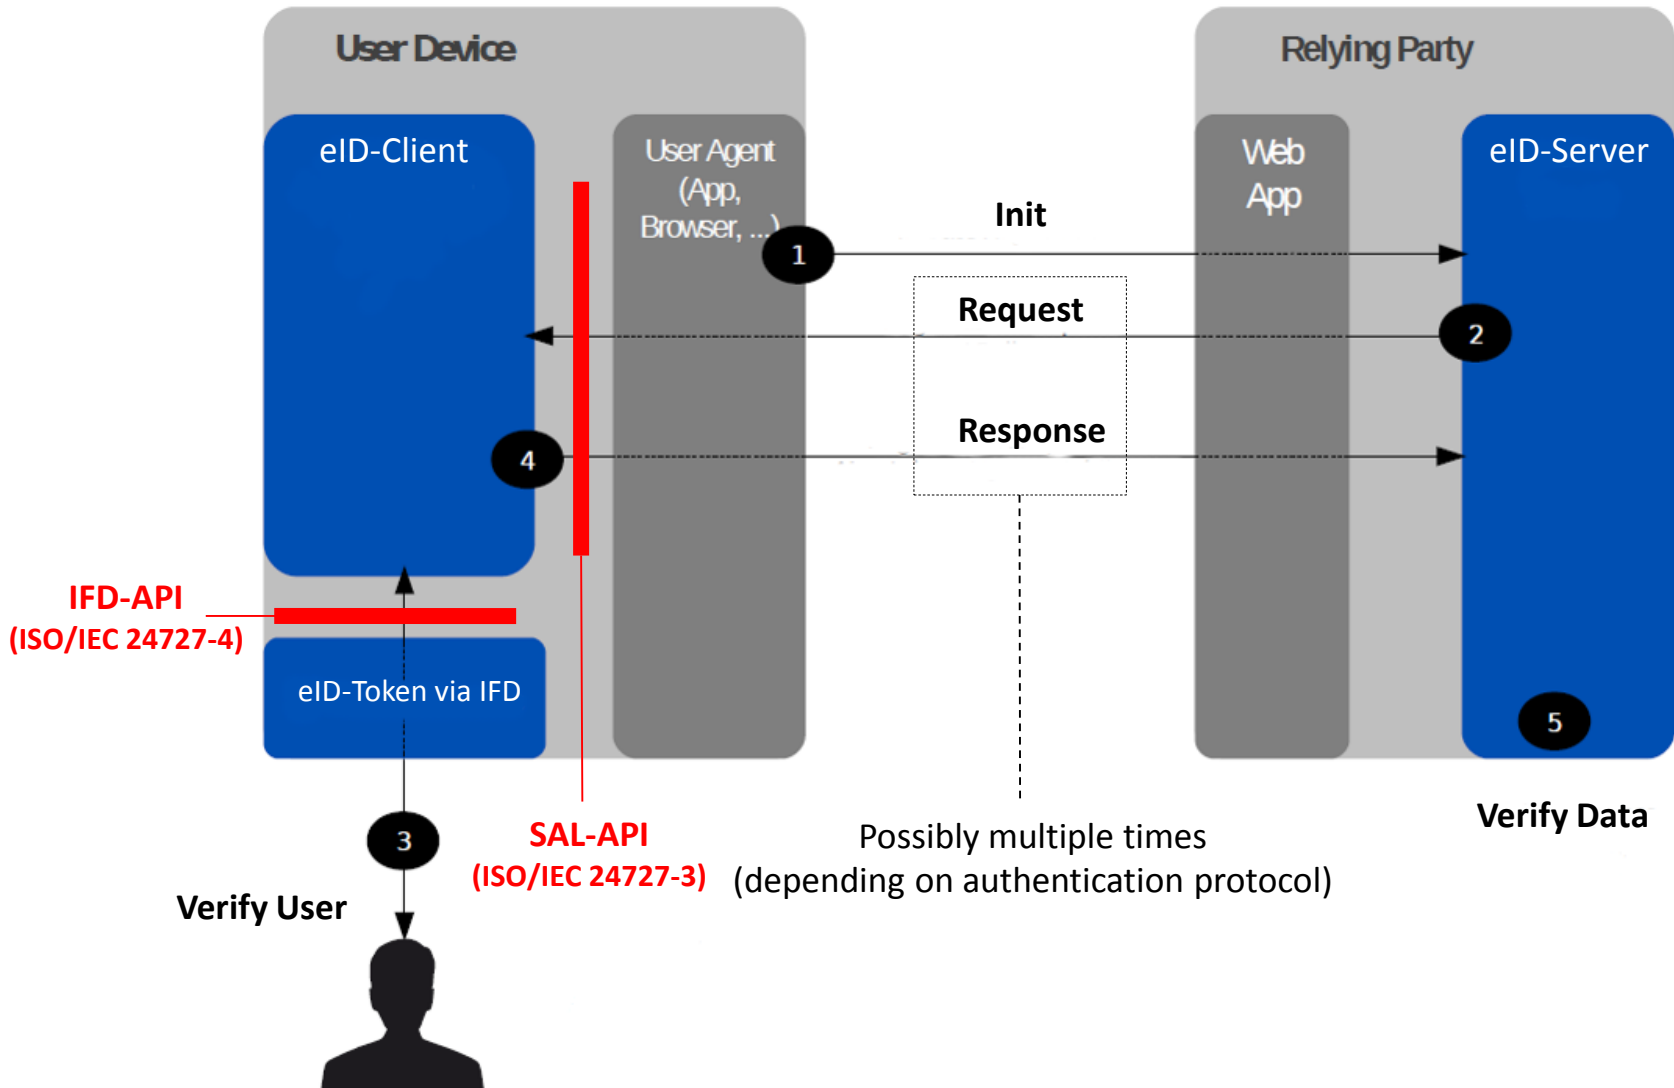 User Device
Relying Party
eID-Client
User Agent
(App,
Browser, ...)
Web
App
eID-Server
Init
1
Request
2
Response
4
IFD-API
(ISO/IEC 24727-4)
eID-Token via IFD
5
3
SAL-API
(ISO/IEC 24727-3)
Possibly multiple times
(depending on authentication protocol)
Verify Data
Verify User